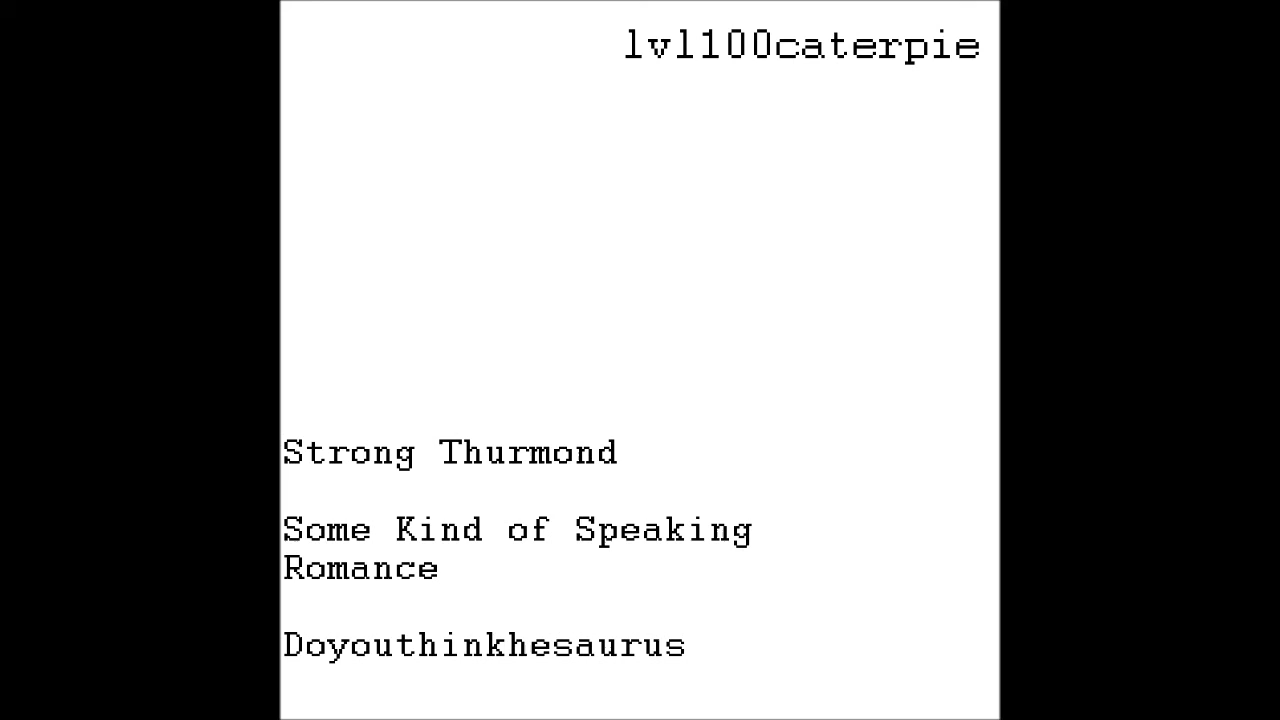 lvl100caterpie
Strong Thurmond
Some Kind of Speaking
Romance
Doyouthinkhesaurus